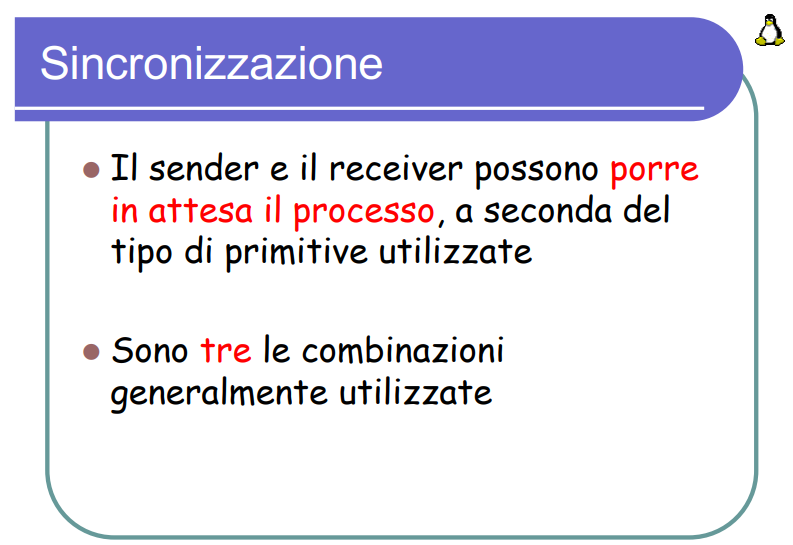 Sincronizzazione
Il sender e il receiver possono porre
in attesa il processo, a seconda del
tipo di primitive utilizzate
Sono tre le combinazioni
generalmente utilizzate